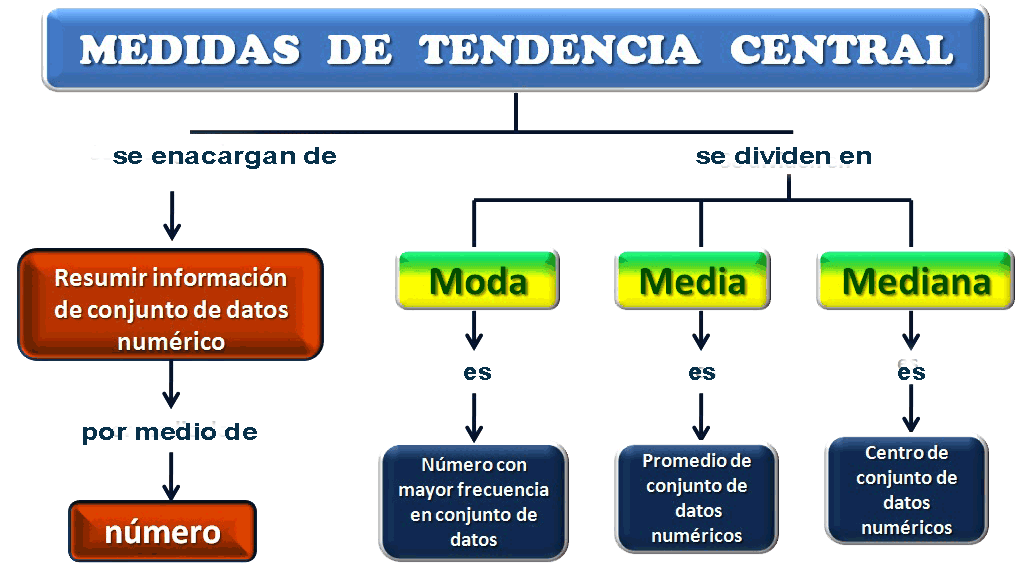 MEDIDAS DE TENDENCIA CENTRAL
se enacargan de
se dividen en
Resumir información
de conjunto de datos
numérico
por medio de
número
Moda
Media
Mediana
es
es
es
Número con
mayor frecuencia
en conjunto de
datos
Promedio de
conjunto de
datos
numéricos
Centro de
conjunto de
datos
numéricos